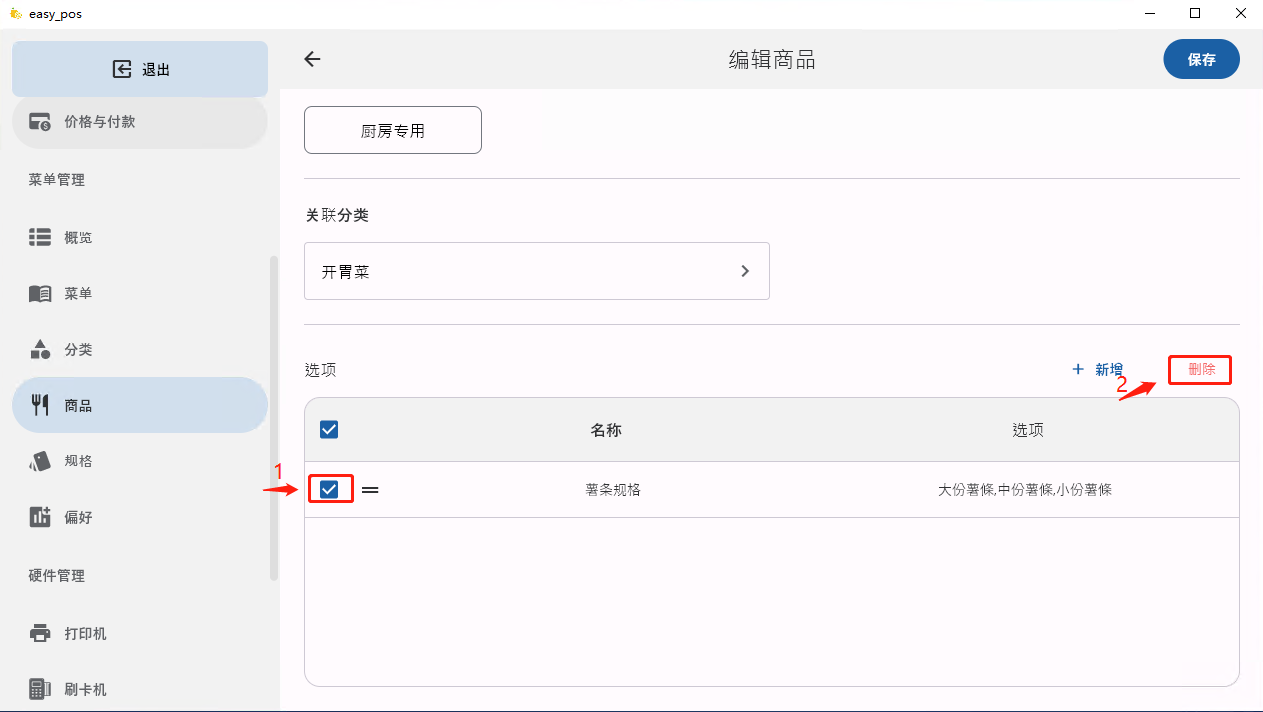 easy_pos
退出
编辑商品
保存
价格与付款
厨房专用
菜单管理
关联分类
概览
开胃菜
菜单
分类
选项
新增
删除
2
商品
名称
选项
规格
1
薯条规格
大份薯條,中份薯條,小份薯條
偏好
硬件管理
打印机
刷卡机